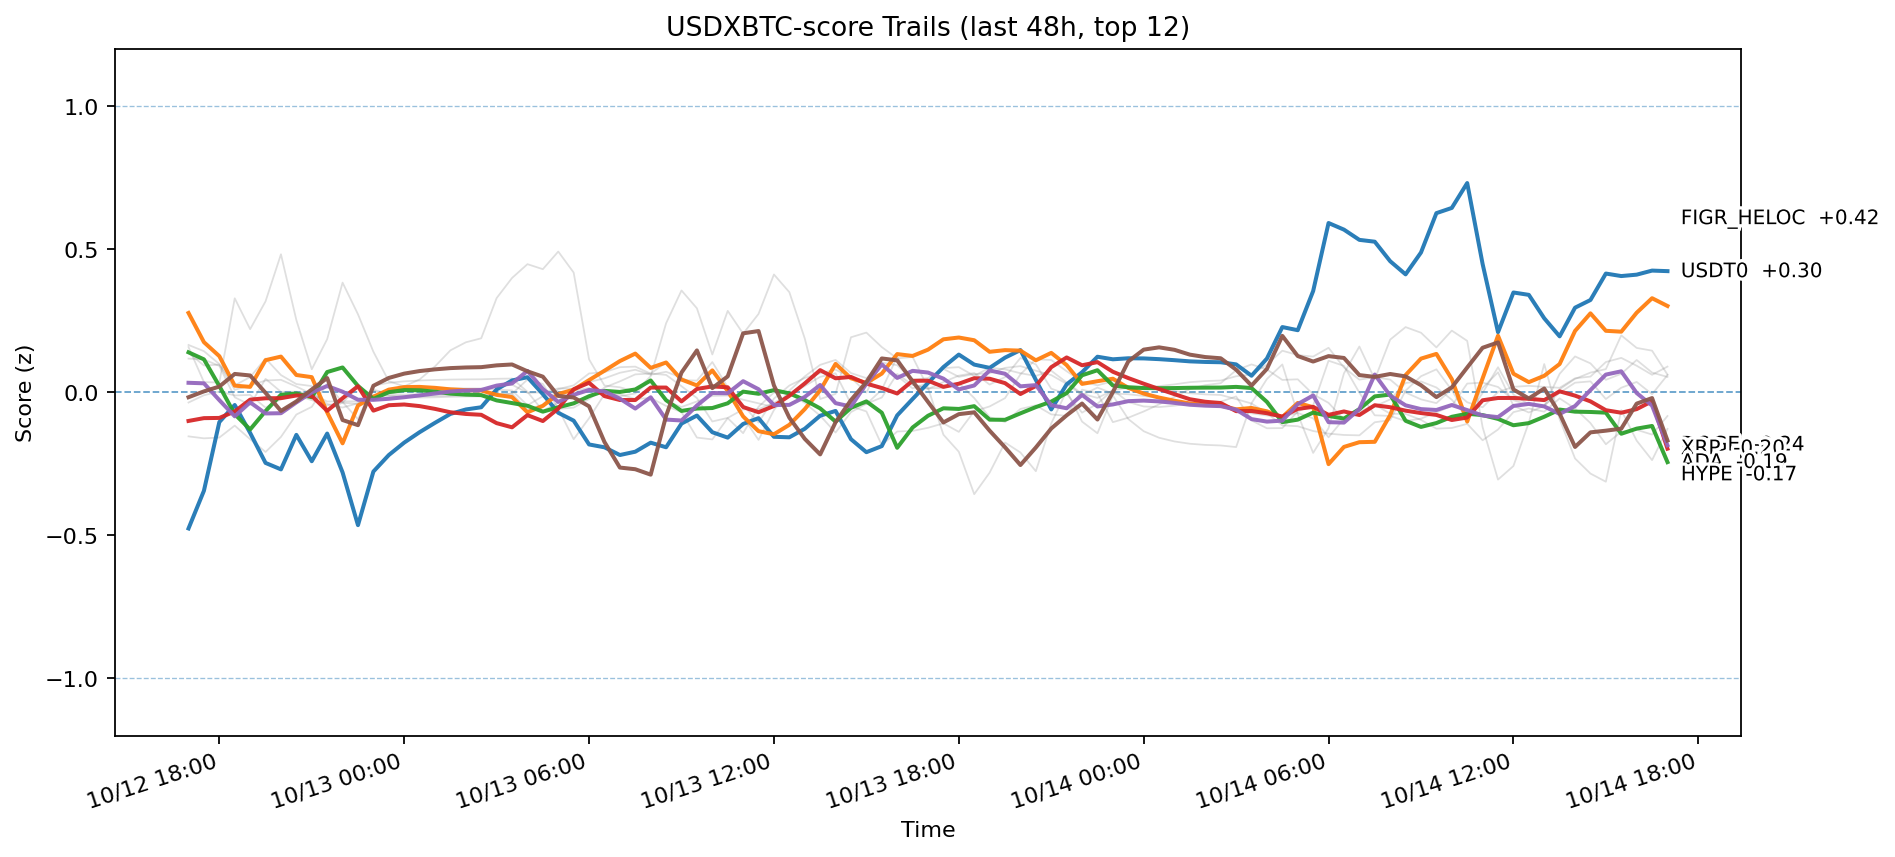 USDXBTC-score Trails (last 48h, top 12)
Score (z)
1.0
0.5
0.0
−0.5
−1.0
FIGR_HELOC +0.42
USDT0 +0.30
XRP -0.20
ADA -0.19
HYPE -0.17
10/12 18:00
10/13 00:00
10/13 06:00
10/13 12:00
10/13 18:00
10/14 00:00
10/14 06:00
10/14 12:00
10/14 18:00
Time